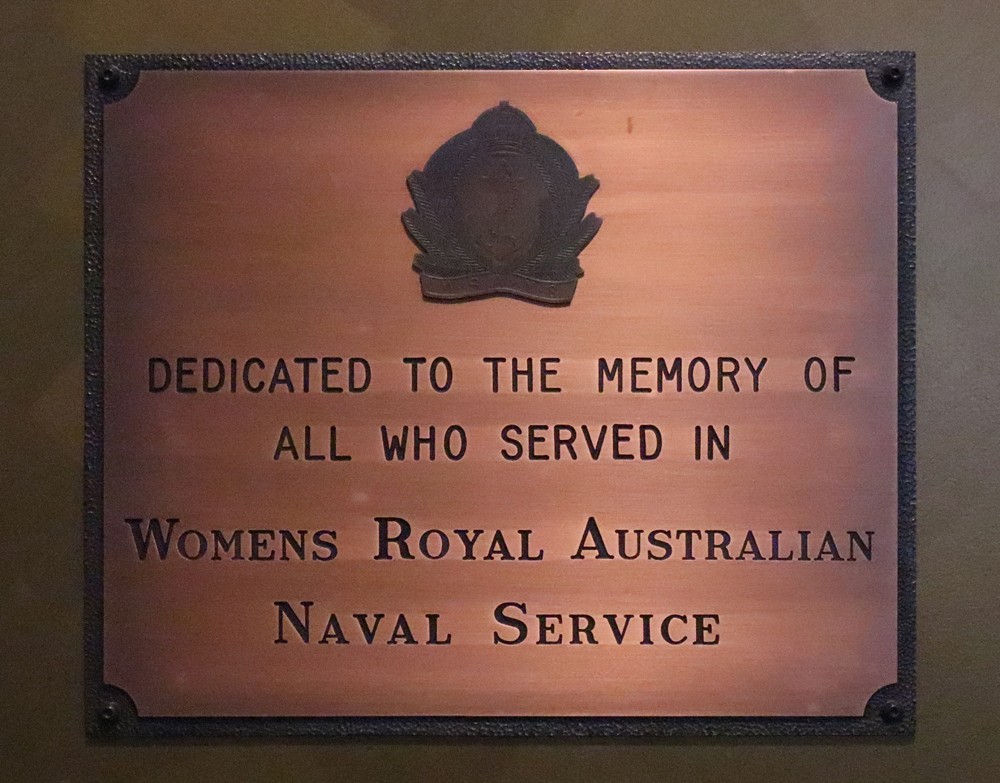 DEDICATED TO THE MEMORY OF
ALL WHO SERVED IN
WOMENS ROYAL AUSTRALIAN
NAVAL SERVICE